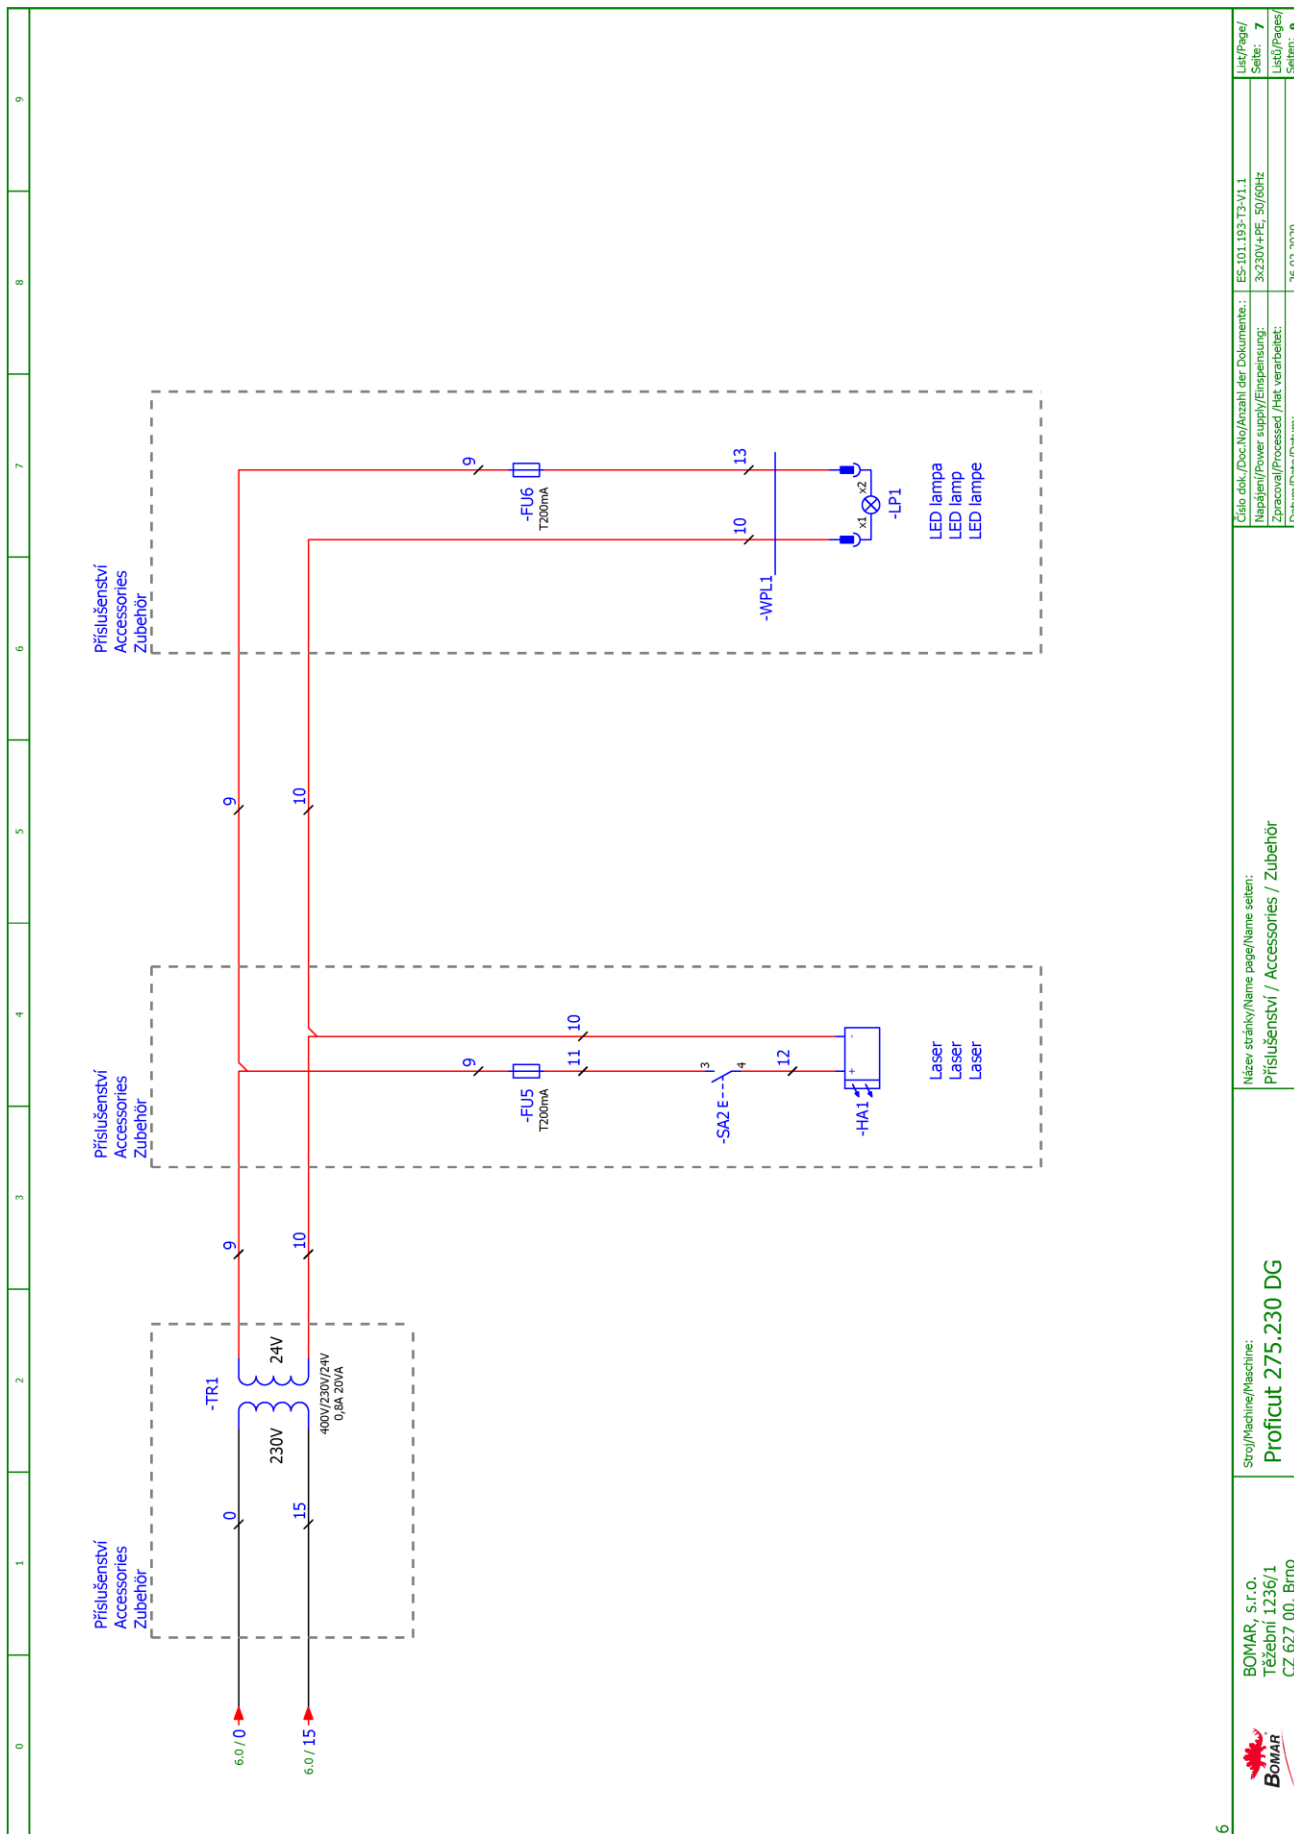 0 1 2 3 4 5 6 7 8 9
Příslušenství
Accessories
Zubehör
Příslušenství
Accessories
Zubehör
Příslušenství
Accessories
Zubehör
6.0 / 0
0
-TR1
9
9
9
6.0 / 15
15
230V
24V
10
10
400V/230V/24V
0,8A 20VA
9
-FU5
T200mA
11
10
-SA2
3
4
12
-HA1
+
-
Laser
Laser
Laser
9
-FU6
T200mA
10
13
-WPL1
x1
x2
-LP1
LED lampa
LED lamp
LED lampe
6
BOMAR
BOMAR, s.r.o.
Těžební 1236/1
CZ 627 00, Brno
Stroj/Machine/Maschine:
Proficut 275.230 DG
Název stránky/Name page/Name seiten:
Příslušenství / Accessories / Zubehör
Číslo dok./Doc.No/Anzahl der Dokumente.: ES-101.193-T3-V1.1
Napájení/Power supply/Einspeinsung: 3x230V+PE, 50/60Hz
Zpracoval/Processed /Hat verarbeitet:
List/Page/
Seite: 7
Listů/Pages/